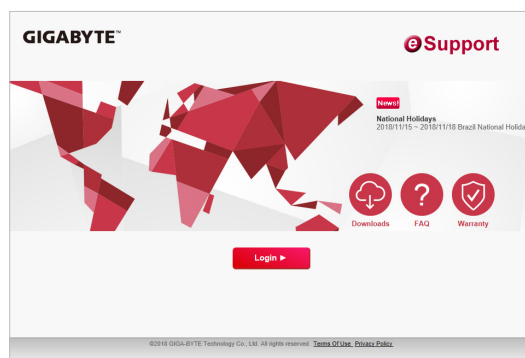 GIGABYTE™
eSupport
News!
National Holidays
2018/11/15 ~ 2018/11/18 Brazil National Holida
Downloads FAQ Warranty
Login
©2018 GIGA-BYTE Technology Co., Ltd. All rights reserved. Terms Of Use Privacy Policy